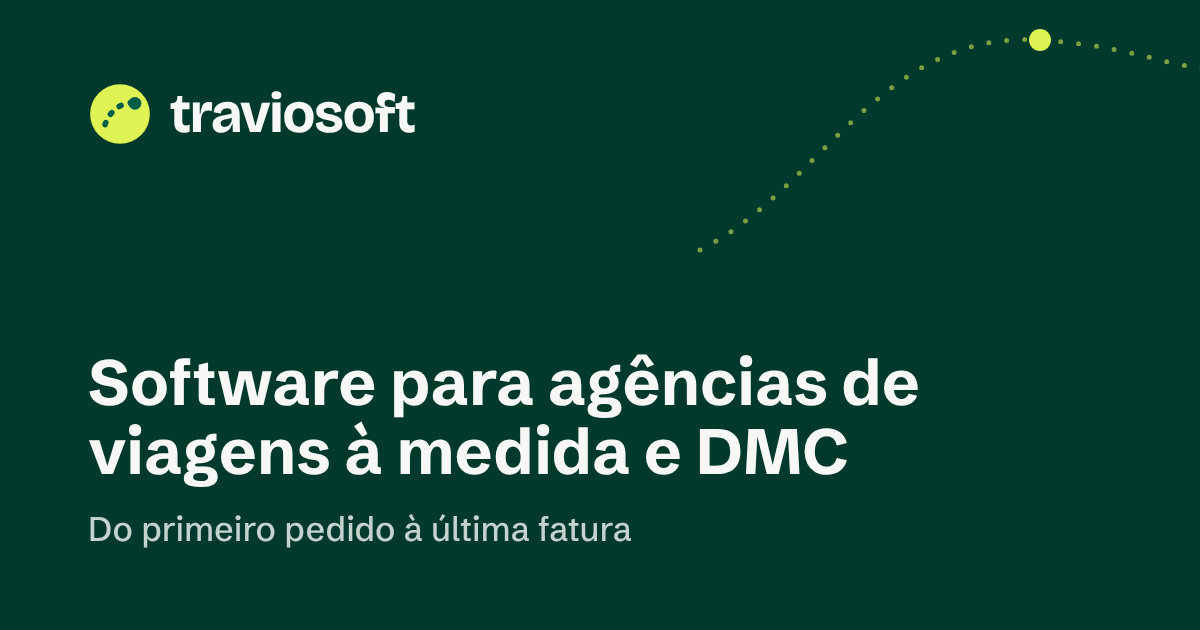 traviosoft
Software para agências de
viagens à medida e DMC
Do primeiro pedido à última fatura